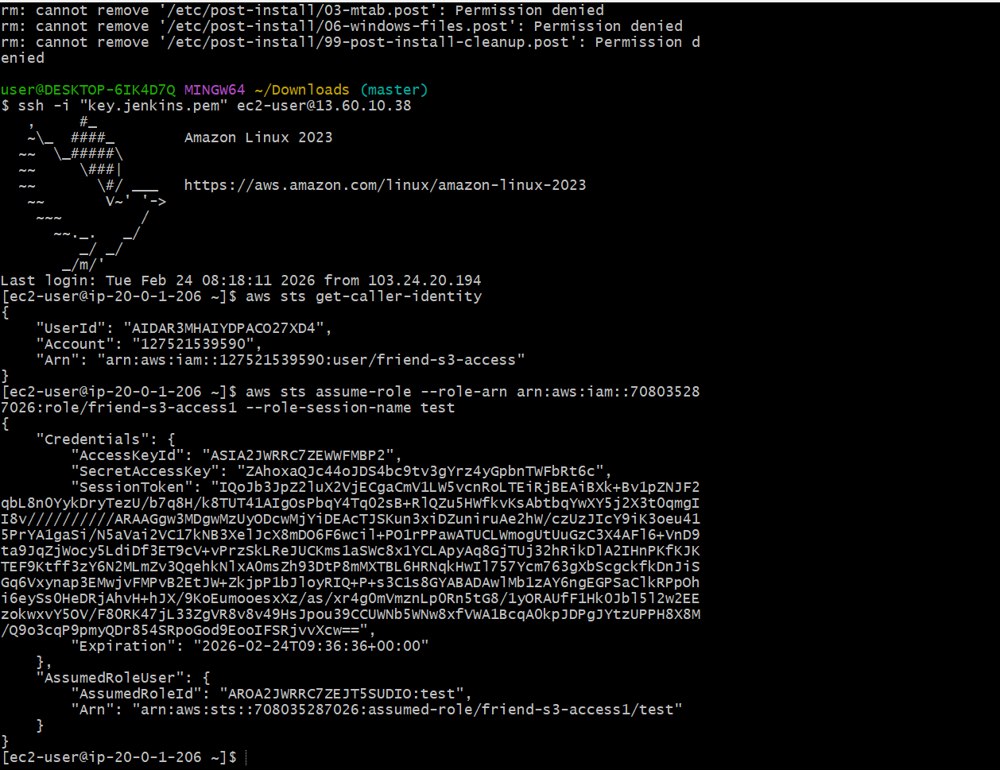 rm: cannot remove '/etc/post-install/03-mtab.post': Permission denied
rm: cannot remove '/etc/post-install/06-windows-files.post': Permission denied
rm: cannot remove '/etc/post-install/99-post-install-cleanup.post': Permission d
enied
user@DESKTOP-6IK4D7Q MINGW64 ~/Downloads (master)
$ ssh -i "key.jenkins.pem" ec2-user@13.60.10.38
   ,     #_
   ~\_  ####_        Amazon Linux 2023
  ~~  \_#####\
  ~~     \###|
  ~~       \#/ ___   https://aws.amazon.com/linux/amazon-linux-2023
   ~~       V~' '->
    ~~~         /
      ~~._.   _/
         _/ _/
       _/m/'
Last login: Tue Feb 24 08:18:11 2026 from 103.24.20.194
[ec2-user@ip-20-0-1-206 ~]$ aws sts get-caller-identity
{
    "UserId": "AIDAR3MHAIYDPACO27XD4",
    "Account": "127521539590",
    "Arn": "arn:aws:iam::127521539590:user/friend-s3-access"
}
[ec2-user@ip-20-0-1-206 ~]$ aws sts assume-role --role-arn arn:aws:iam::70803528
7026:role/friend-s3-access1 --role-session-name test
{
    "Credentials": {
        "AccessKeyId": "ASIA2JWRRC7ZEWWFMBP2",
        "SecretAccessKey": "ZAhoxaQJc44oJDS4bc9tv3gYrz4yGpbnTWFbRt6c",
        "SessionToken": "IQoJb3JpZ2luX2VjECgaCmV1LW5vcnRoLTEiRjBEAiBXk+Bv1pZNJF2
qbL8n0YykDryTezU/b7q8H/k8TUT41AIgOsPbqY4Tq02sB+RlQZu5HWfkvKsAbtbqYwXY5j2X3tOqmgI
I8v//////////ARAAGgw3MDgwMzUyODcwMjYiDEAcTJSKun3xiDZuniruAe2hW/czUzJIcY9iK3oeu41
5PrYA1gaSi/N5aVai2VC17kNB3XelJcX8mDO6F6wcil+PO1rPPawATUCLWmogUtUuGzC3X4AFl6+VnD9
ta9JqZjWocy5LdiDf3ET9cV+vPrzSkLReJUCKms1aSWc8x1YCLApyAq8GjTUj32hRikDlA2IHnPKfKJK
TEF9Ktff3zY6N2MLmZv3QqehkNlxA0msZh93DtP8mMXTBL6HRNqkHwIl757Ycm763gXbScgckfkDnJiS
Gq6Vxynap3EMwjvFMPvB2EtJW+ZkjpP1bJloyRIQ+P+s3C1s8GYABADAwlMb1zAY6ngEGPSaClkRPpOh
i6eySsOHeDRjAhvH+hJX/9KoEumooesxXz/as/xr4g0mVmznLp0Rn5tG8/1yORAUfF1Hk0Jbl5l2w2EE
zokwxvY5OV/F8ORK47jL33ZgVR8v8v49HsJpou39CCUWNb5WNw8xfVWA1BcqA0kpJDPgJYtzUPPH8X8M
/Q9o3cqP9pmyQDr854SRpoGod9EooIFSRjvvXcw==",
        "Expiration": "2026-02-24T09:36:36+00:00"
    },
    "AssumedRoleUser": {
        "AssumedRoleId": "AROA2JWRRC7ZEJT5SUDIO:test",
        "Arn": "arn:aws:sts::708035287026:assumed-role/friend-s3-access1/test"
    }
}
[ec2-user@ip-20-0-1-206 ~]$